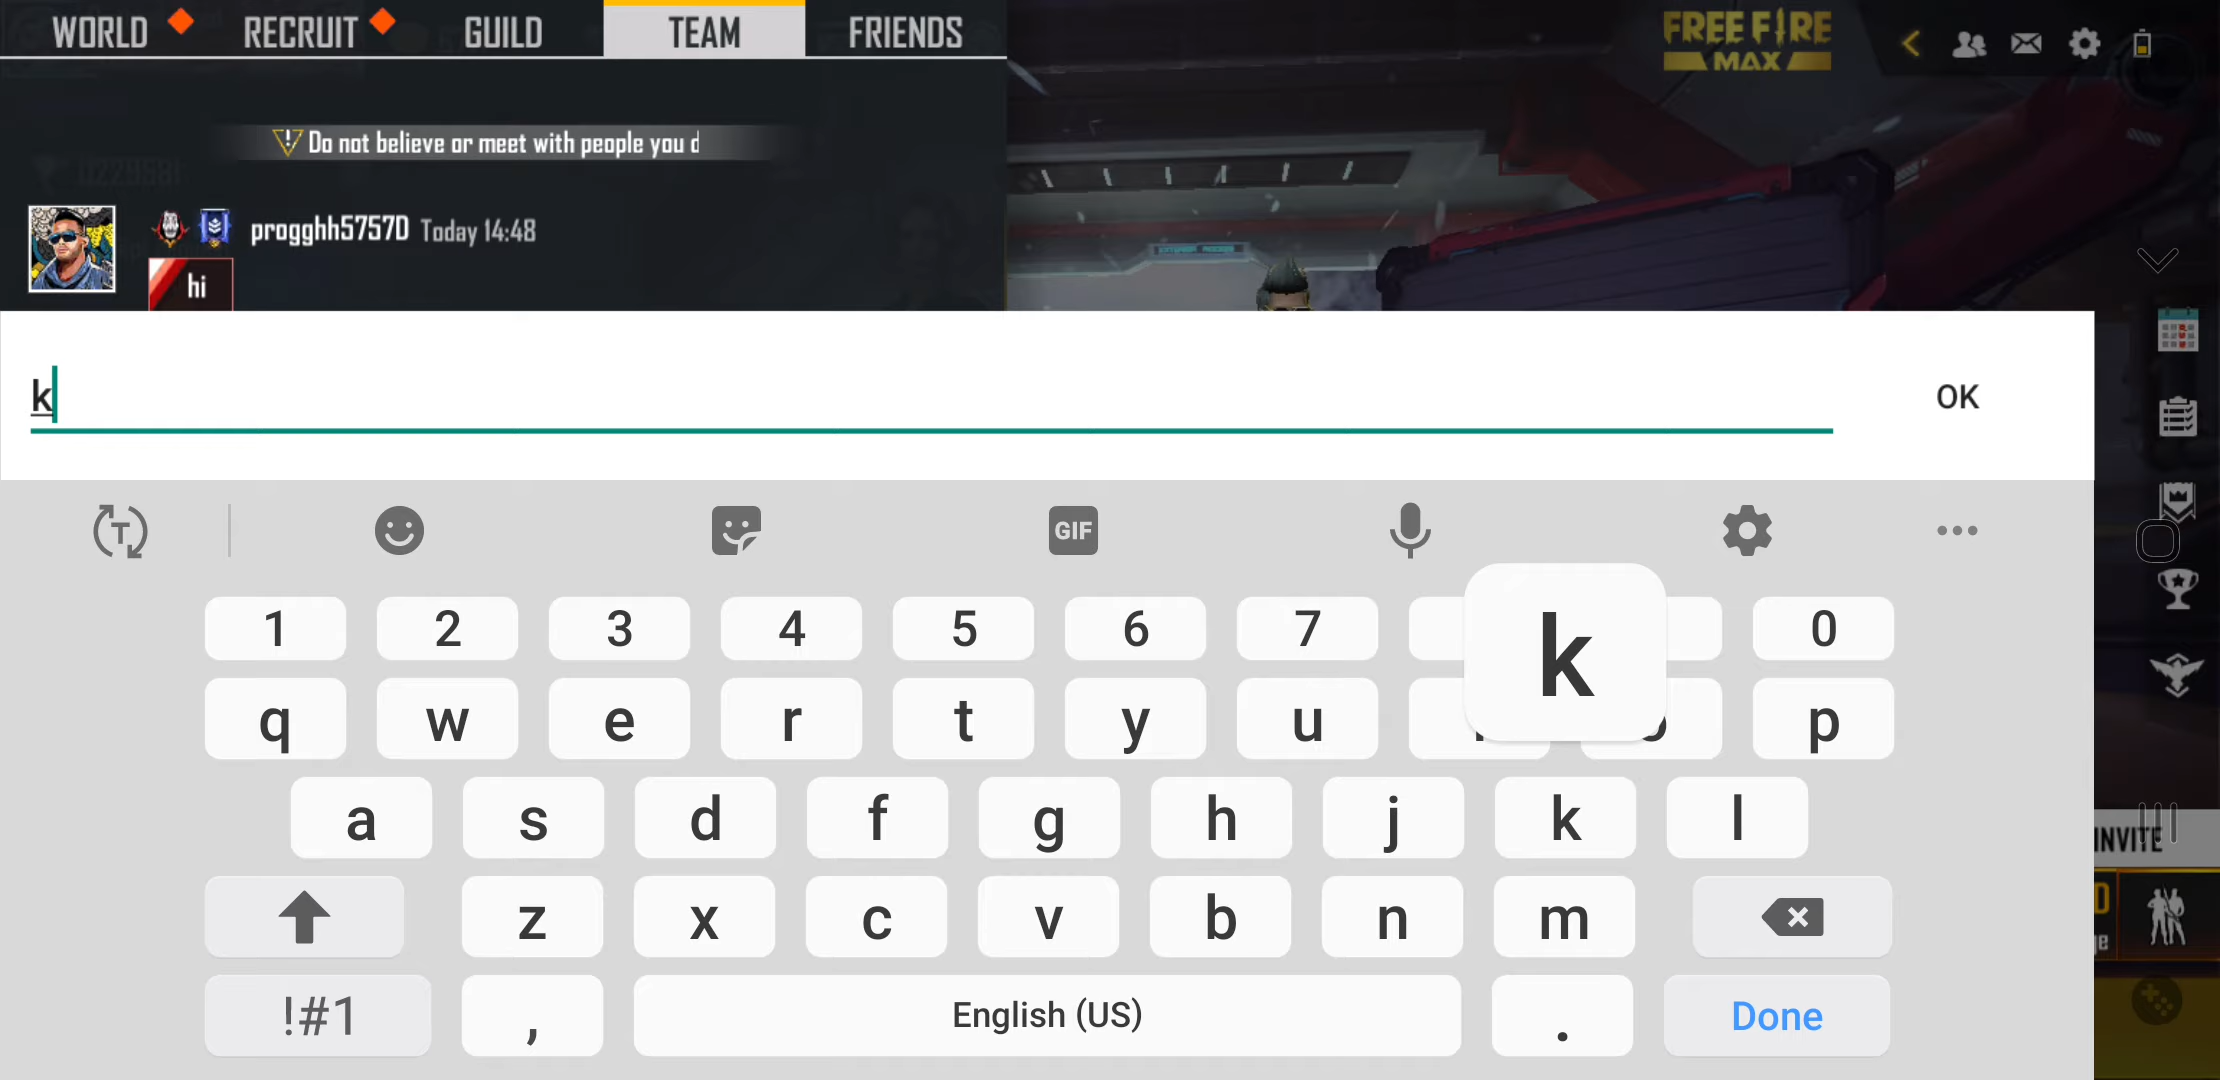 WORLD RECRUIT GUILD TEAM FRIENDS
FREE FIRE
MAX
Do not believe or meet with people you d
progghh5757D Today 14:48
hi
k
OK
T
GIF
k
1 2 3 4 5 6 7 0
q w e r t y u p
a s d f g h j k l
z x c v b n m
!#1 , English (US) . Done
INVITE